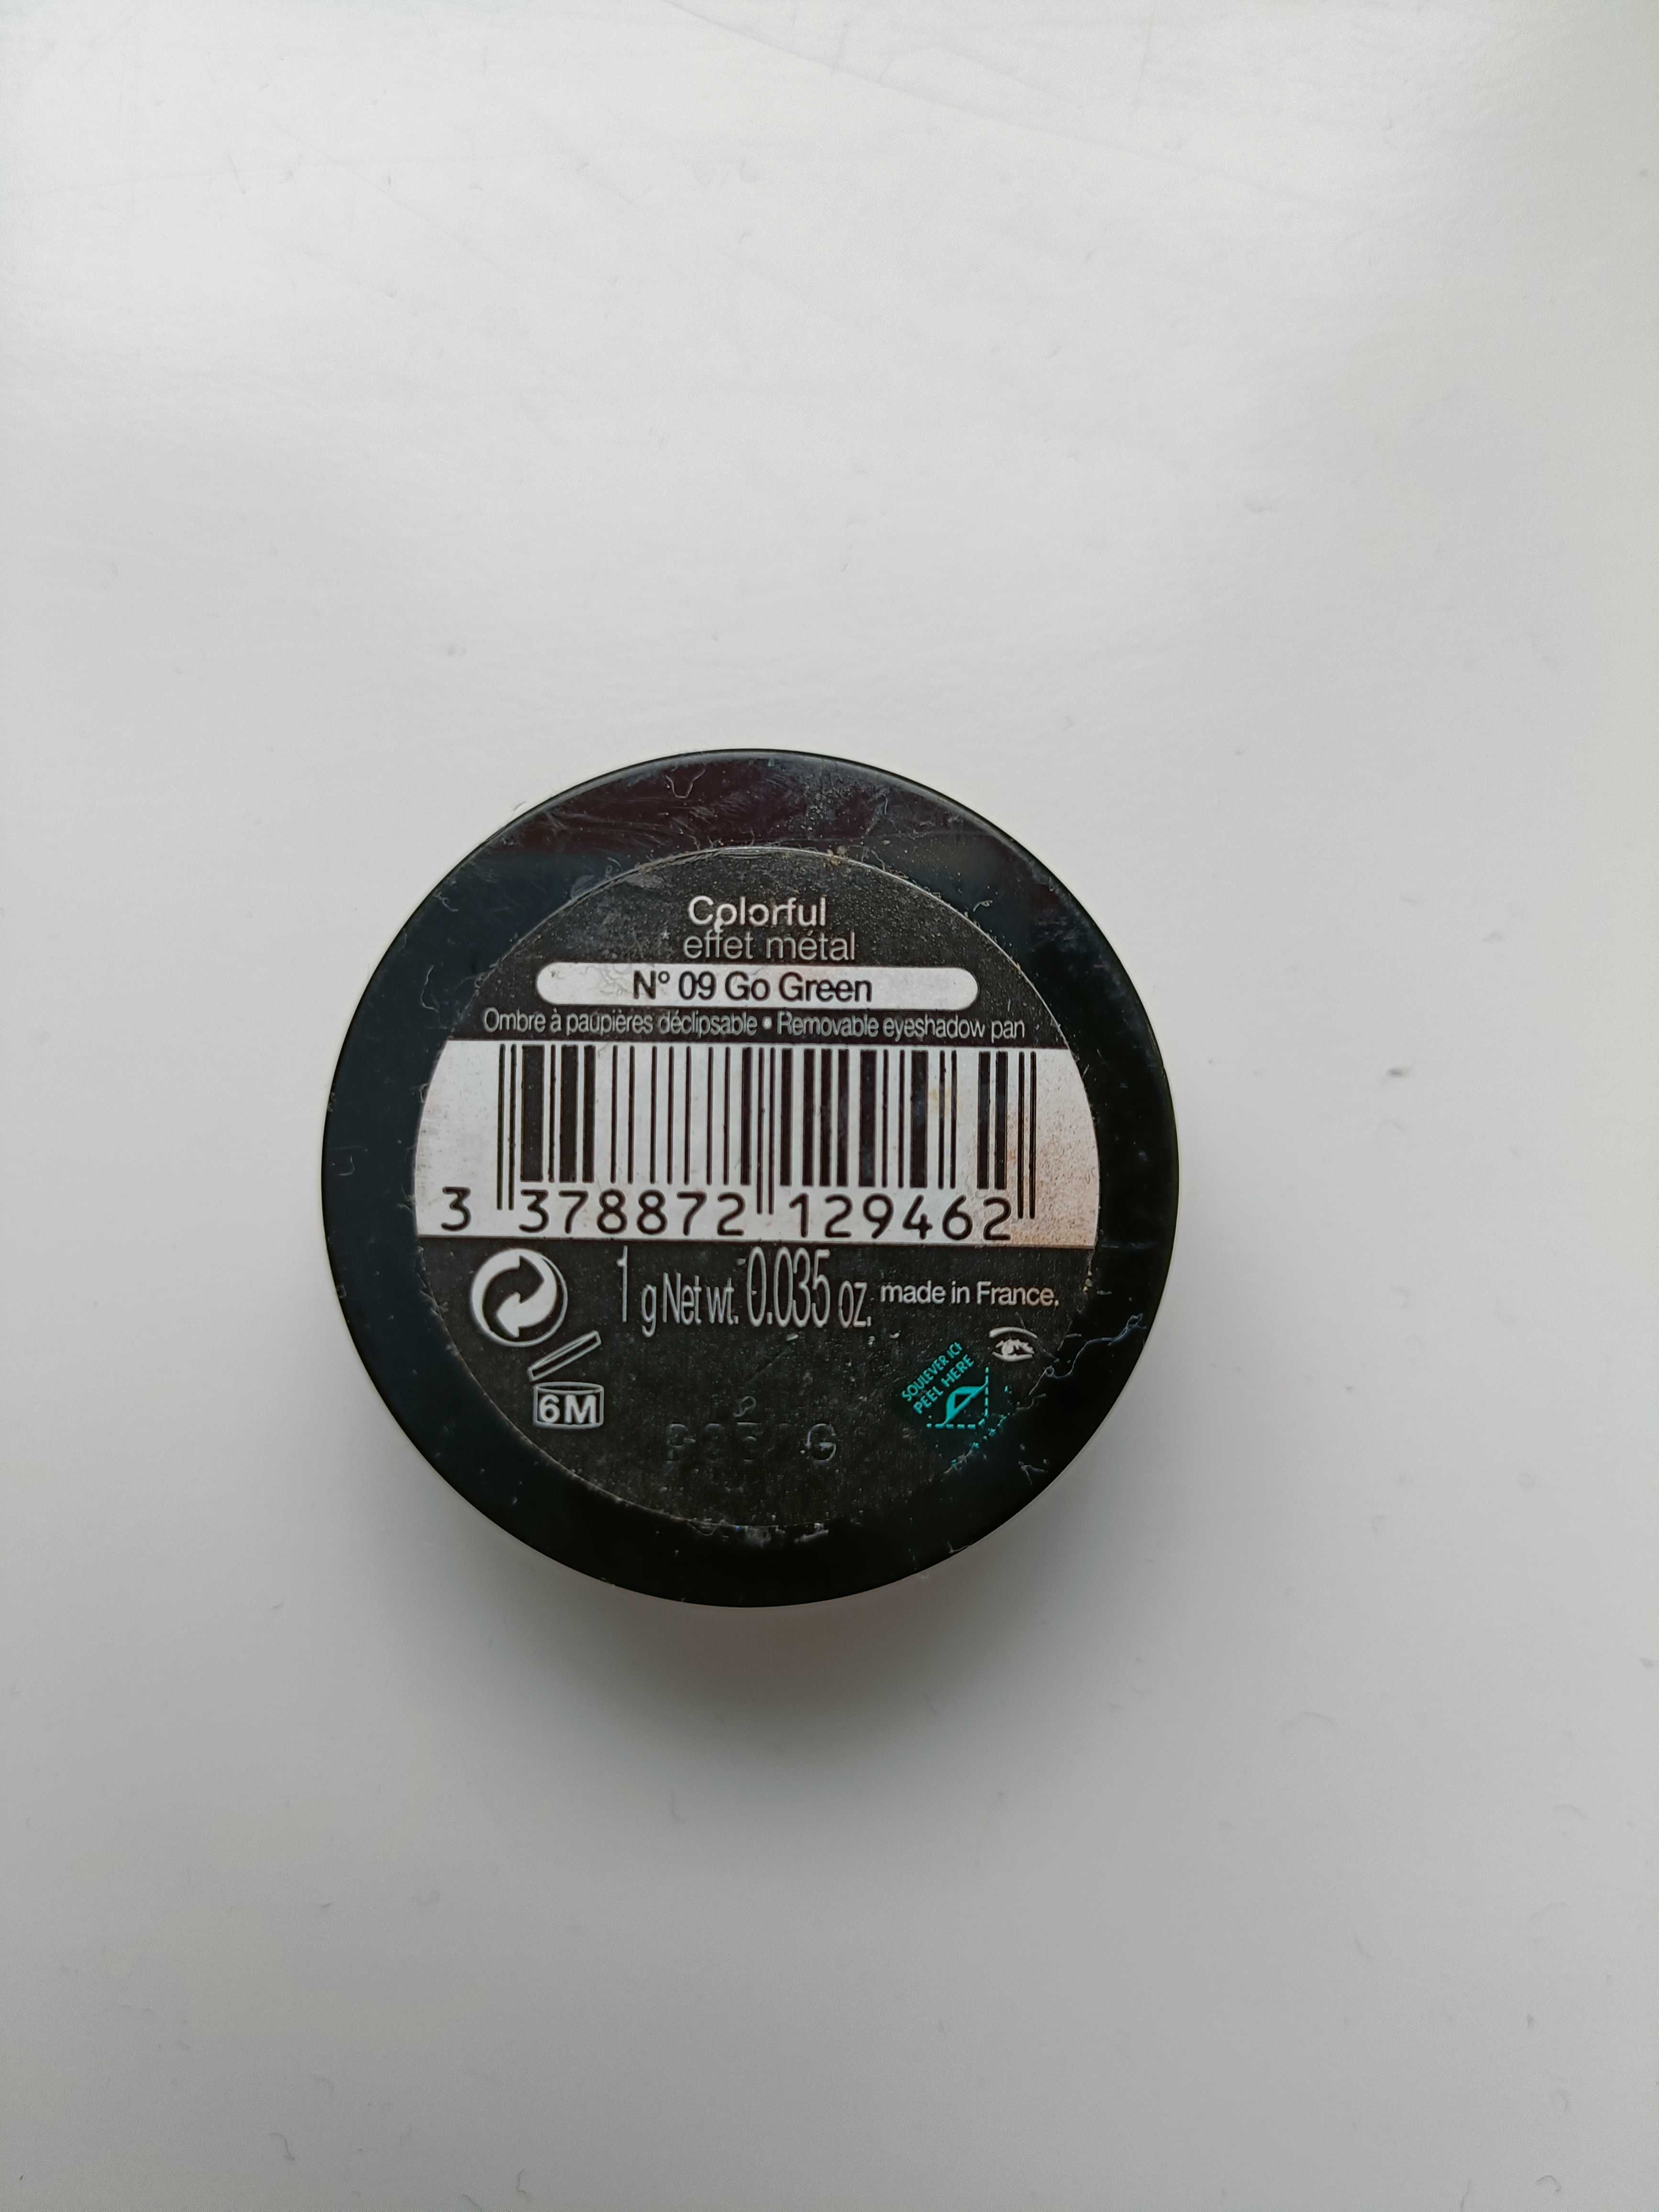 Colorful
effet métal
N° 09 Go Green
Ombre à paupières déclipsable • Removable eyeshadow pan
3 378872 129462
1 g Net wt. 0.035 oz. made in France.
SOULEVER ICI
PEEL HERE
6M